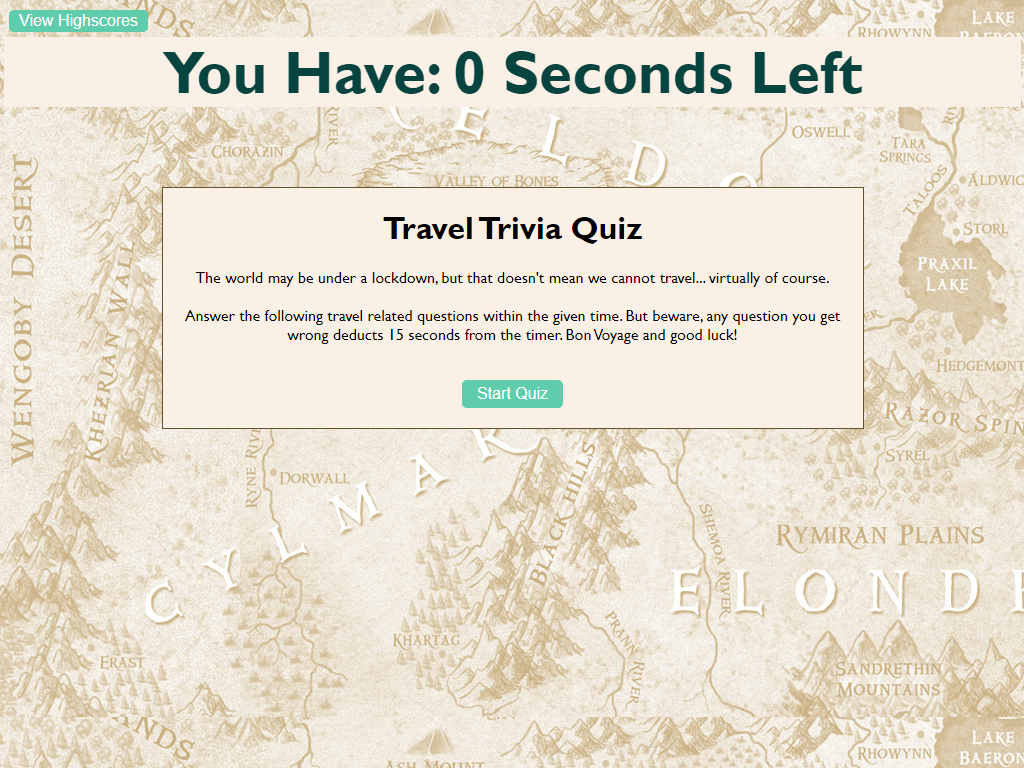 View Highscores
You Have: 0 Seconds Left
Travel Trivia Quiz
The world may be under a lockdown, but that doesn't mean we cannot travel... virtually of course.
Answer the following travel related questions within the given time. But beware, any question you get
wrong deducts 15 seconds from the timer. Bon Voyage and good luck!
Start Quiz
RHOWYNN
LAKE
BAERON
RIVER
CHORAZIN
VALLEY OF BONES
C E L D O
OSWELL
TARA
SPRINGS
TALOOS
ALDWIC
STORL
PRAXIL
LAKE
WENGOBY DESERT
KHEZRIAN WALL
HEDGEMONT
RAZOR SPIN
SYREL
RYNE RIV
DORWALL
CYLMAR
BLACK HILLS
SHEMOA RIVER
RYMIRAN PLAINS
ELONDE
KHARTAG
PRANN RIVER
ERAST
SANDRETHIN
MOUNTAINS
NDS
ASH MOUNT
RHOWYNN
LAKE
BAERON